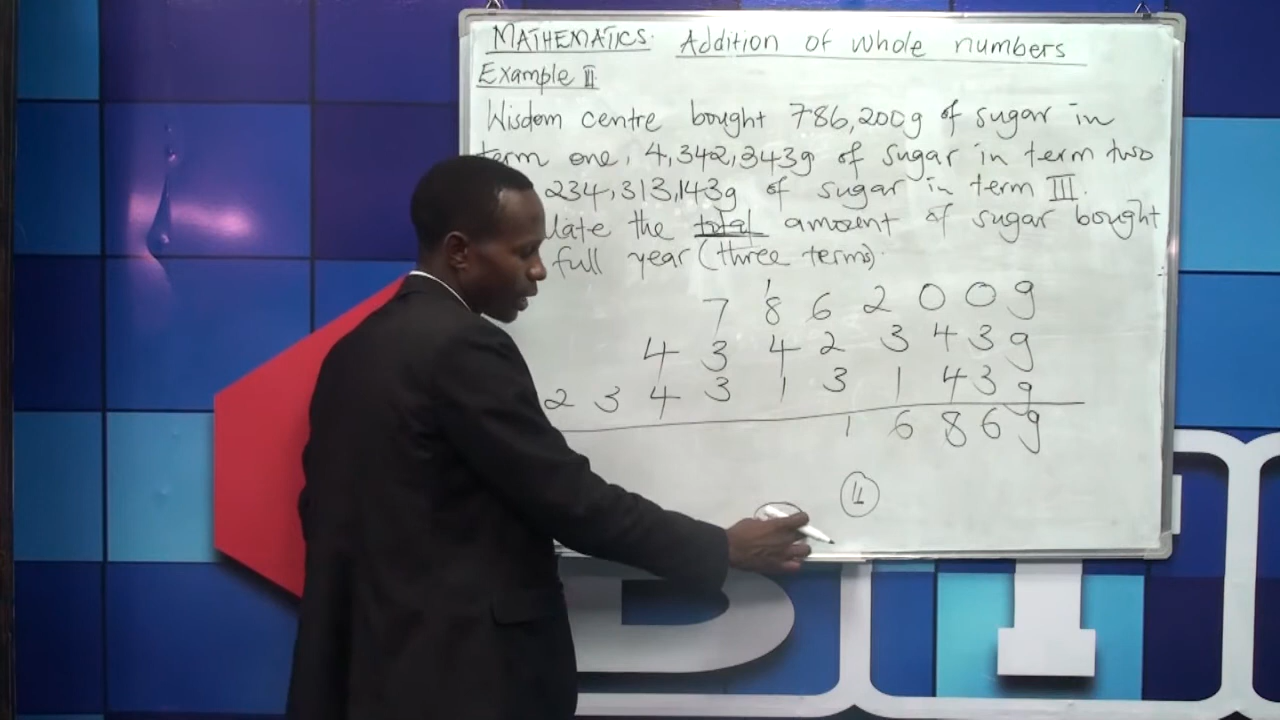 MATHEMATICS: Addition of whole numbers
Example II
Wisdom centre bought 786,200g of sugar in
term one, 4,342,343g of sugar in term two
234,313,143g of sugar in term III.
late the total amount of sugar bought
full year (three terms).
1
7 8 6 2 0 0 g
4 3 4 2 3 4 3 g
2 3 4 3 1 3 1 4 3 g
1 6 8 6 g
11